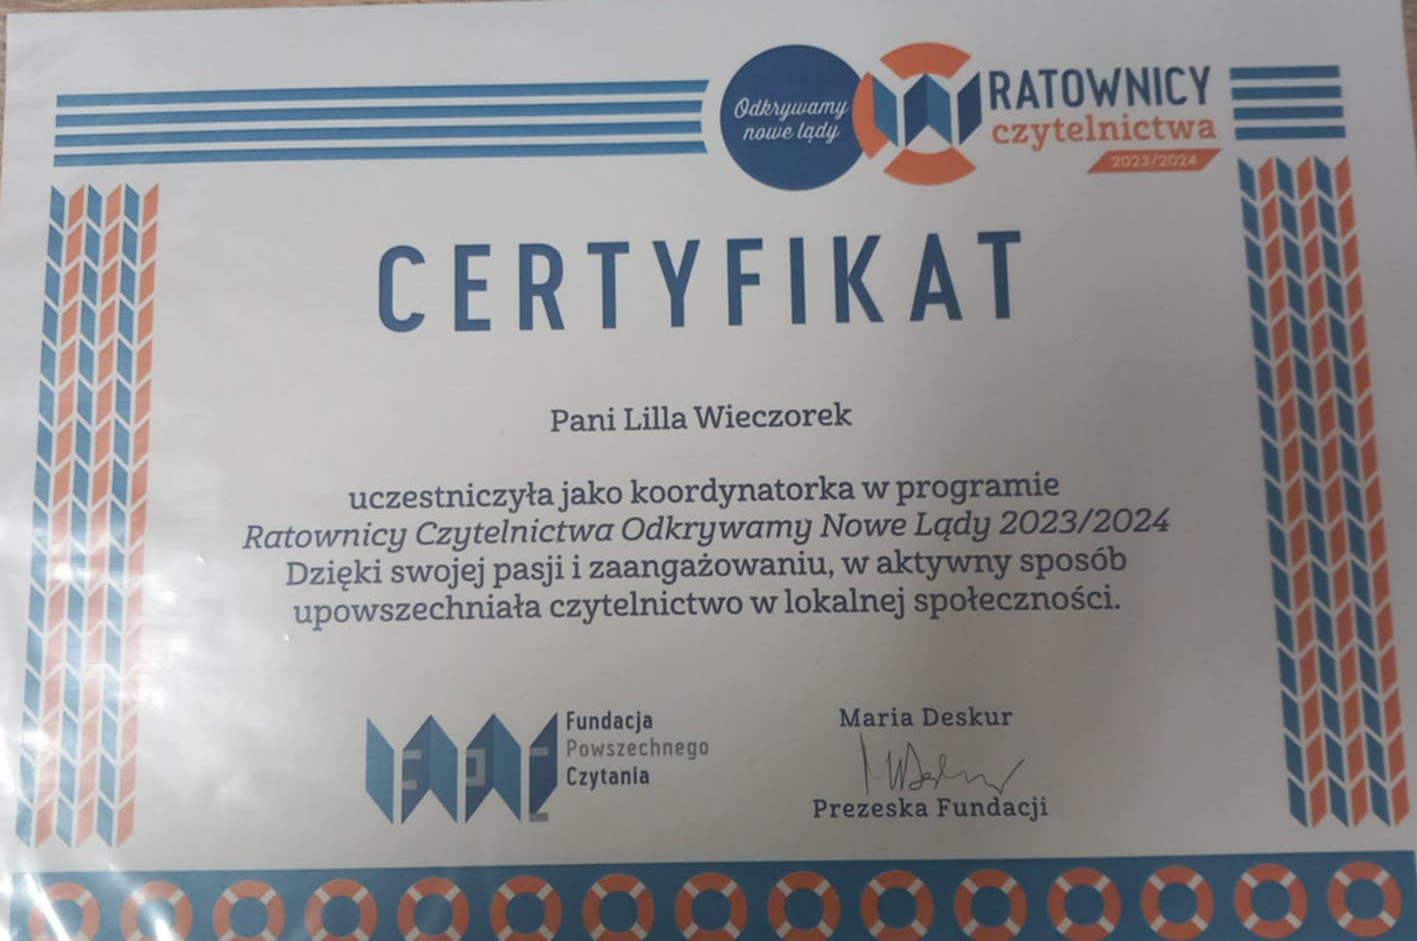 Odkrywamy
nowe lądy
RATOWNICY
czytelnictwa
2023/2024
CERTYFIKAT
Pani Lilla Wieczorek
uczestniczyła jako koordynatorka w programie
Ratownicy Czytelnictwa Odkrywamy Nowe Lądy 2023/2024
Dzięki swojej pasji i zaangażowaniu, w aktywny sposób
upowszechniała czytelnictwo w lokalnej społeczności.
Fundacja
Powszechnego
Czytania
Maria Deskur
Prezeska Fundacji